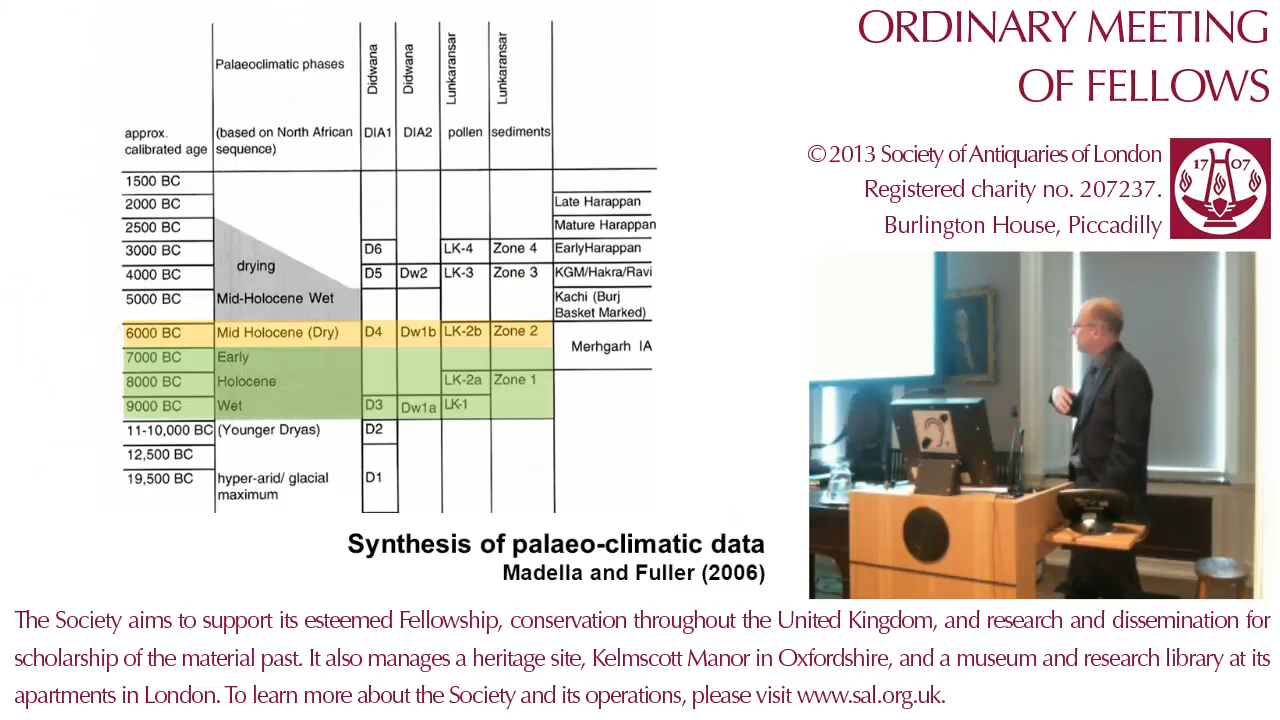 ORDINARY MEETING
OF FELLOWS
© 2013 Society of Antiquaries of London
Registered charity no. 207237.
Burlington House, Piccadilly
17 07
Palaeoclimatic phases
Didwana
Didwana
Lunkaransar
Lunkaransar
approx. (based on North African DIA1 DIA2 pollen sediments
calibrated age sequence)
1500 BC
2000 BC Late Harappan
2500 BC Mature Harappan
3000 BC D6 LK-4 Zone 4 EarlyHarappan
4000 BC drying D5 Dw2 LK-3 Zone 3 KGM/Hakra/Ravi
5000 BC Mid-Holocene Wet Kachi (Burj
Basket Marked)
6000 BC Mid Holocene (Dry) D4 Dw1b LK-2b Zone 2
7000 BC Early Merhgarh IA
8000 BC Holocene LK-2a Zone 1
9000 BC Wet D3 Dw1a LK-1
11-10,000 BC (Younger Dryas) D2
12,500 BC
19,500 BC hyper-arid/ glacial D1
maximum
Synthesis of palaeo-climatic data
Madella and Fuller (2006)
The Society aims to support its esteemed Fellowship, conservation throughout the United Kingdom, and research and dissemination for
scholarship of the material past. It also manages a heritage site, Kelmscott Manor in Oxfordshire, and a museum and research library at its
apartments in London. To learn more about the Society and its operations, please visit www.sal.org.uk.